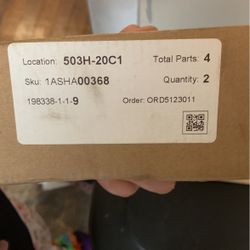 Location: 503H-20C1 Total Parts: 4
Sku: 1ASHA00368 Quantity: 2
198338-1-1-9 Order: ORD5123011